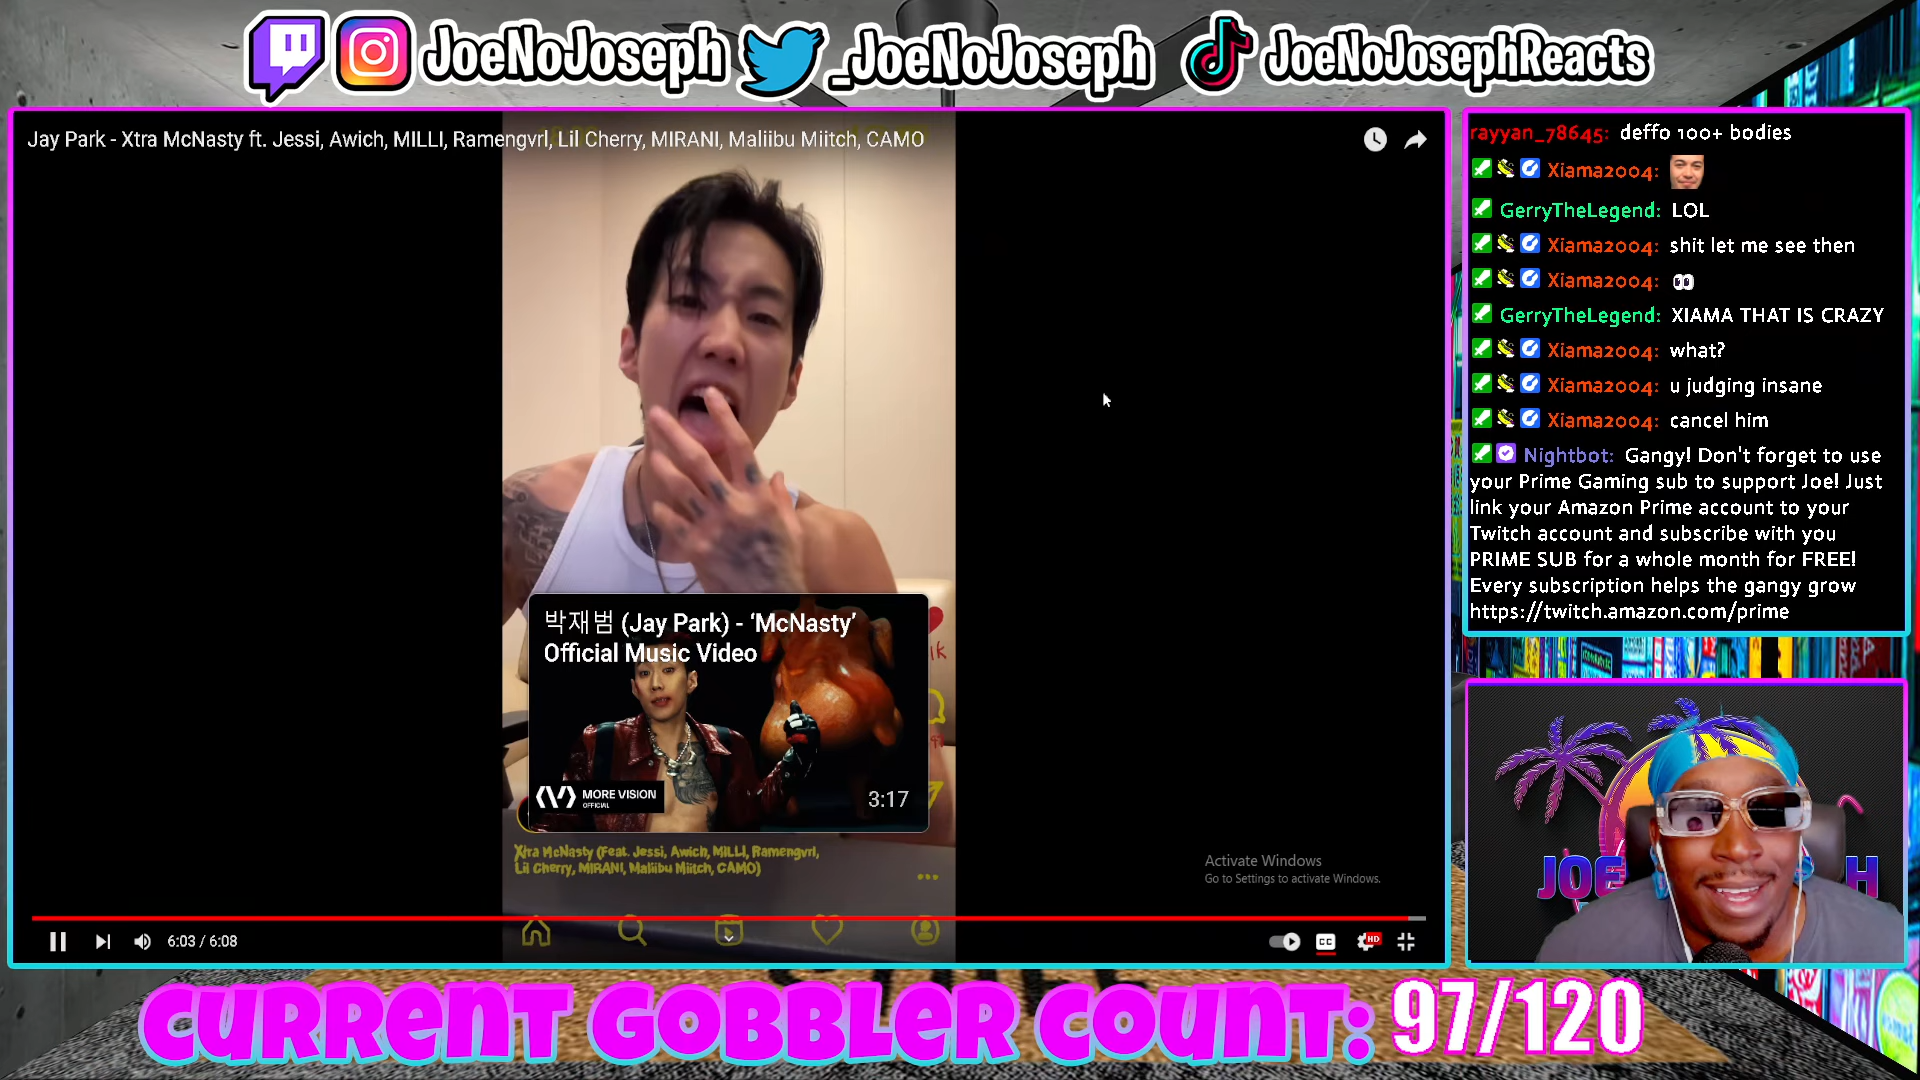 JoeNoJoseph
_JoeNoJoseph
JoeNoJosephReacts
Jay Park - Xtra McNasty ft. Jessi, Awich, MILLI, Ramengvrl, Lil Cherry, MIRANI, Maliibu Miitch, CAMO
박재범 (Jay Park) - ‘McNasty’
Official Music Video
MORE VISION
OFFICIAL
3:17
Xtra McNasty (Feat. Jessi, Awich, MILLI, Ramengvrl,
Lil Cherry, MIRANI, Maliibu Miitch, CAMO)
Activate Windows
Go to Settings to activate Windows.
6:03 / 6:08
CC
HD
rayyan_78645: deffo 100+ bodies
Xiama2004:
GerryTheLegend: LOL
Xiama2004: shit let me see then
Xiama2004:
GerryTheLegend: XIAMA THAT IS CRAZY
Xiama2004: what?
Xiama2004: u judging insane
Xiama2004: cancel him
Nightbot: Gangy! Don't forget to use
your Prime Gaming sub to support Joe! Just
link your Amazon Prime account to your
Twitch account and subscribe with you
PRIME SUB for a whole month for FREE!
Every subscription helps the gangy grow
https://twitch.amazon.com/prime
JOE
H
CURRENT GOBBLER COUNT: 97/120